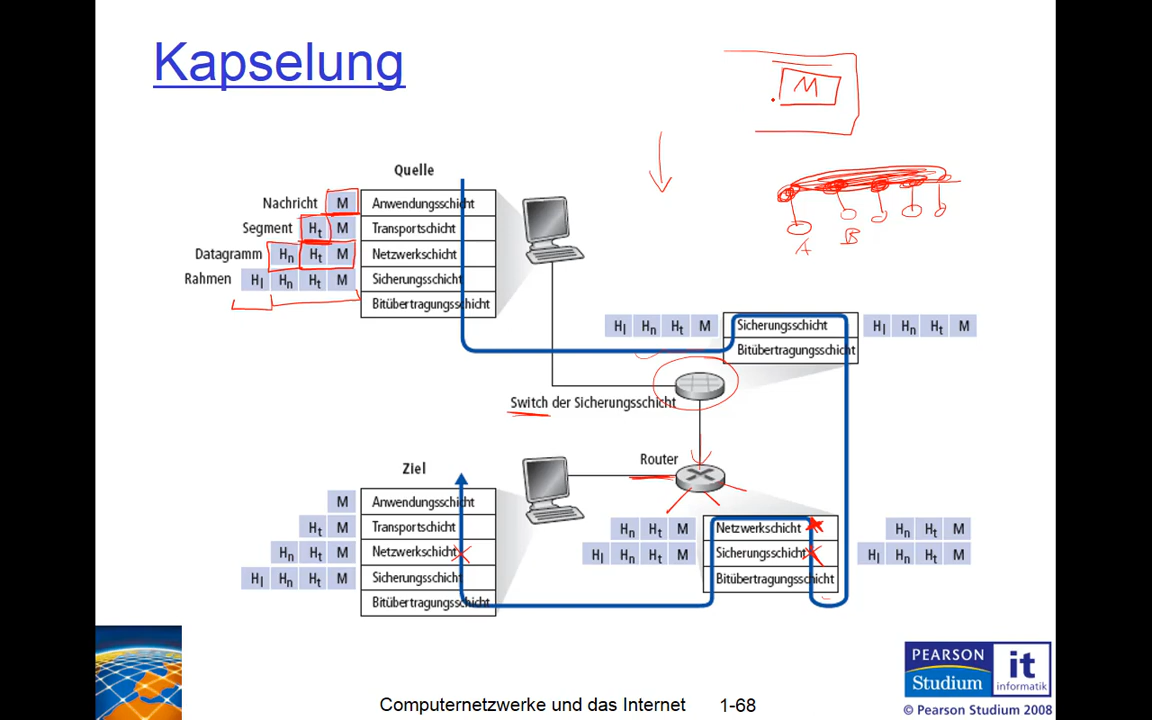 Kapselung
M
A B
Quelle
Nachricht M Anwendungsschicht
Segment Ht M Transportschicht
Datagramm Hn Ht M Netzwerkschicht
Rahmen Hl Hn Ht M Sicherungsschicht
Bitübertragungsschicht
Hl Hn Ht M Sicherungsschicht Hl Hn Ht M
Bitübertragungsschicht
Switch der Sicherungsschicht
Router
Ziel
M Anwendungsschicht
Ht M Transportschicht
Hn Ht M Netzwerkschicht
Hl Hn Ht M Sicherungsschicht
Bitübertragungsschicht
Hn Ht M Netzwerkschicht Hn Ht M
Hl Hn Ht M Sicherungsschicht Hl Hn Ht M
Bitübertragungsschicht
PEARSON
Studium
it
informatik
Computernetzwerke und das Internet 1-68
© Pearson Studium 2008